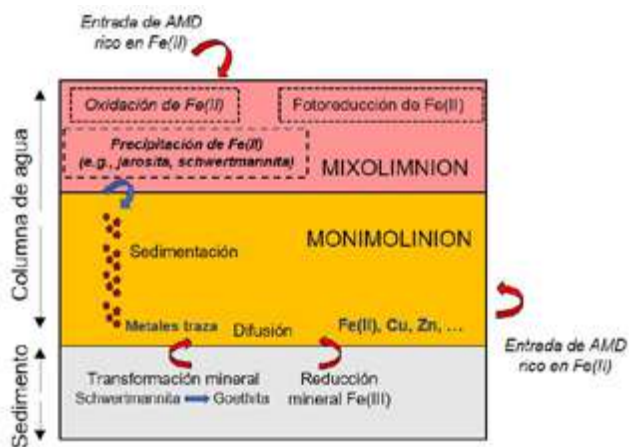 Entrada de AMD
rico en Fe(II)
Oxidación de Fe(II)
Fotoreducción de Fe(II)
Precipitación de Fe(II)
(e.g., jarosita, schwertmannita)
MIXOLIMNION
MONIMOLINION
Sedimentación
Metales traza
Difusión
Fe(II), Cu, Zn, ...
Entrada de AMD
rico en Fe(II)
Transformación mineral
Schwertmannita
Goethita
Reducción
mineral Fe(III)
Columna de agua
Sedimento